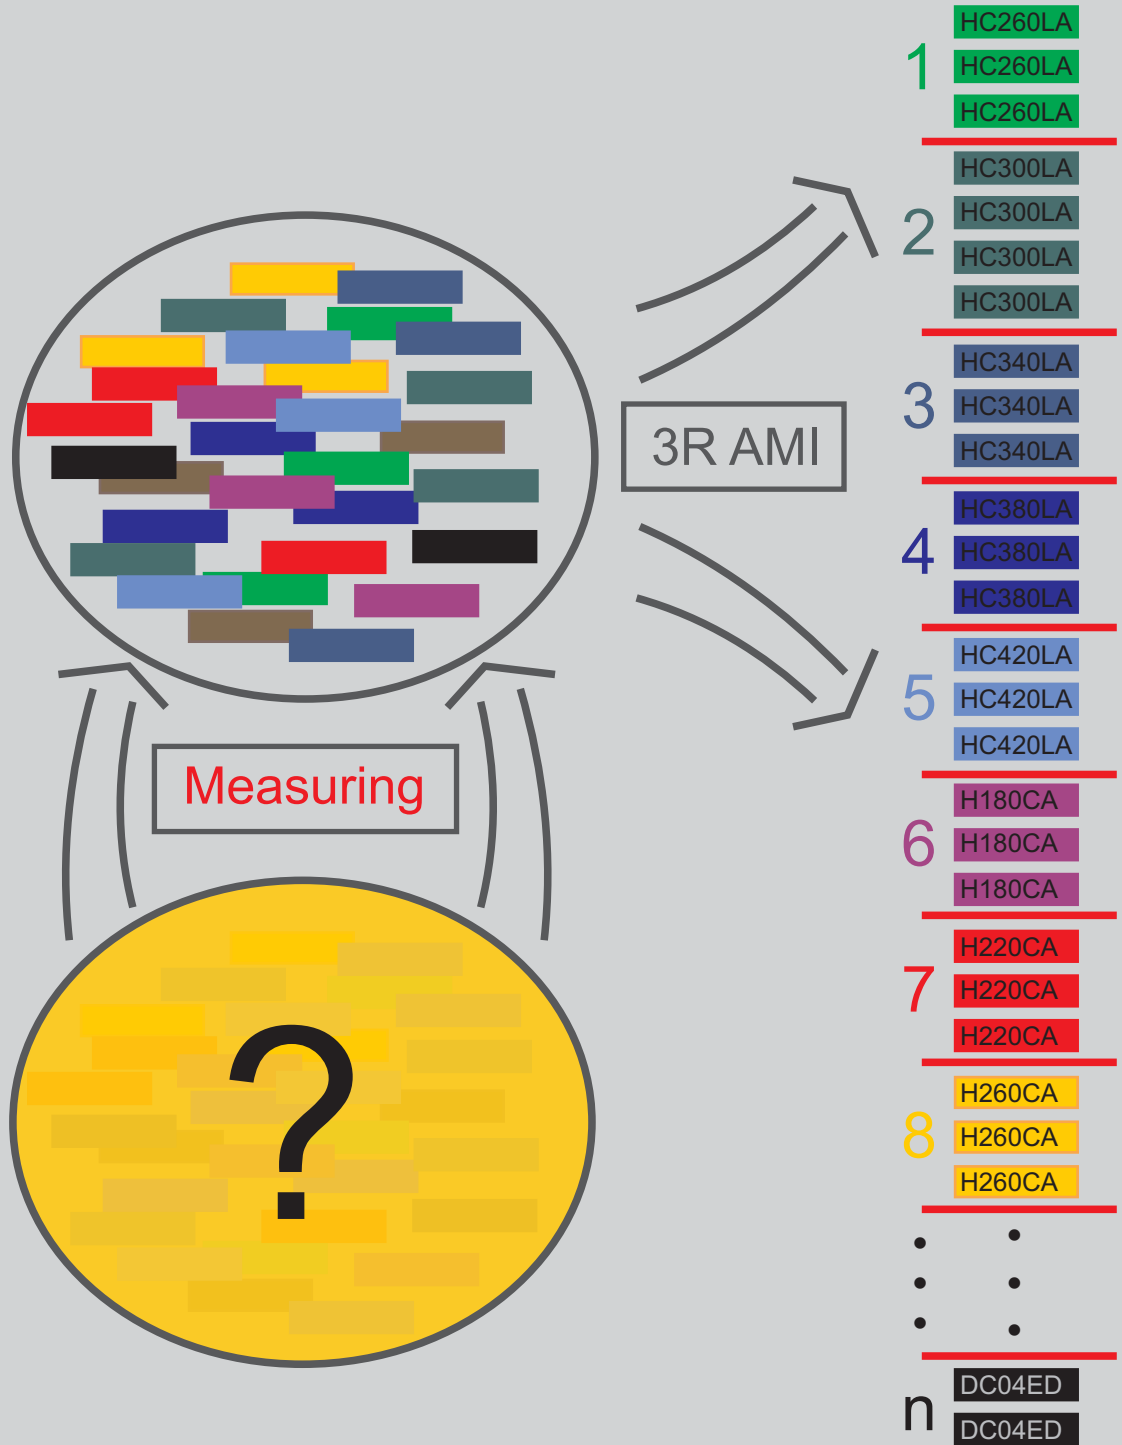 1
HC260LA
HC260LA
HC260LA
2
HC300LA
HC300LA
HC300LA
HC300LA
3
HC340LA
HC340LA
HC340LA
4
HC380LA
HC380LA
HC380LA
5
HC420LA
HC420LA
HC420LA
6
H180CA
H180CA
H180CA
7
H220CA
H220CA
H220CA
8
H260CA
H260CA
H260CA
n
DC04ED
DC04ED
3R AMI
Measuring
?